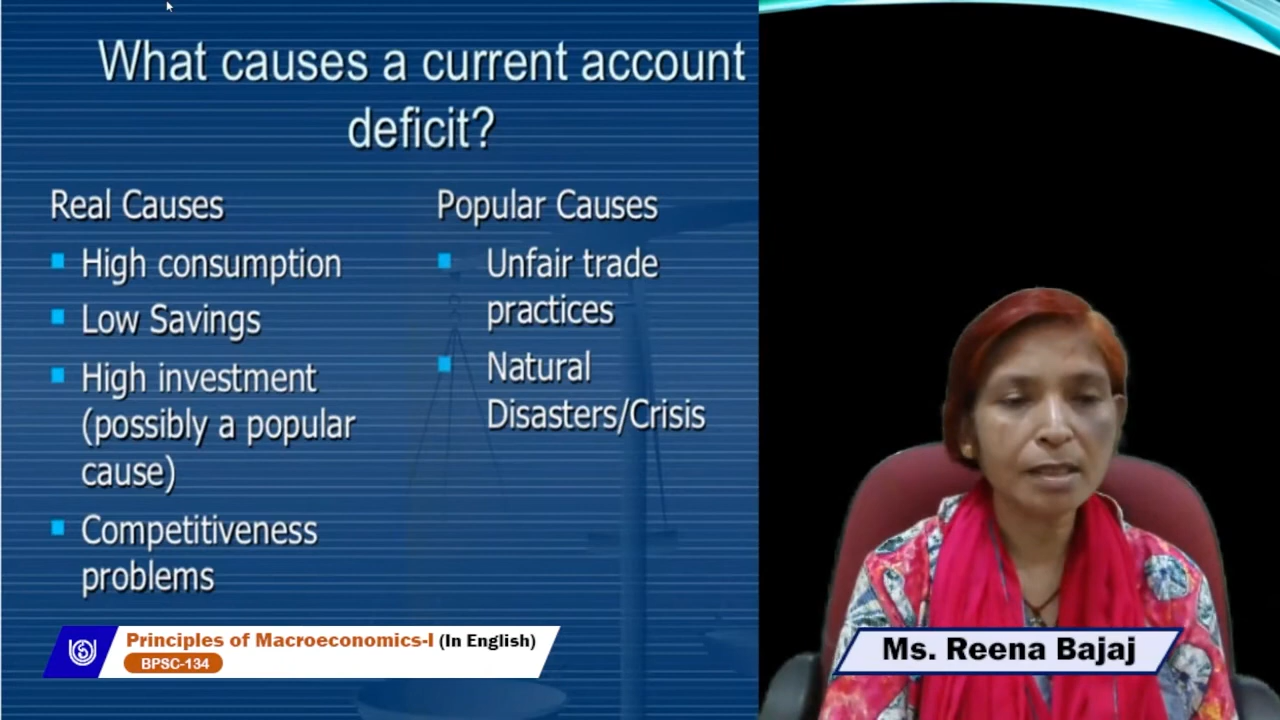 What causes a current account
deficit?
Real Causes
High consumption
Low Savings
High investment
(possibly a popular
cause)
Competitiveness
problems
Popular Causes
Unfair trade
practices
Natural
Disasters/Crisis
Principles of Macroeconomics-I (In English)
BPSC-134
Ms. Reena Bajaj